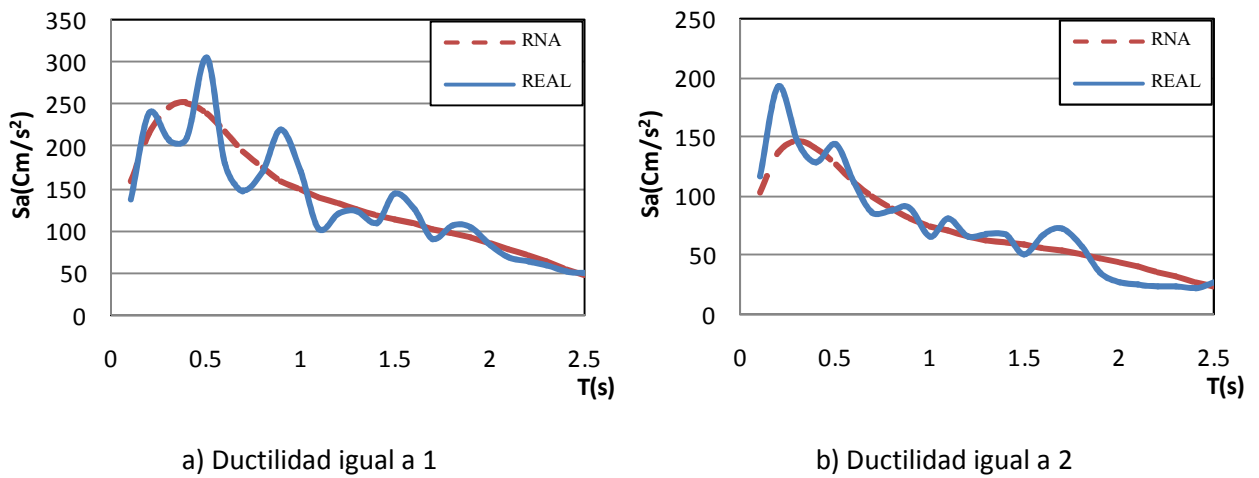 350
300
250
200
150
100
50
0
Sa(Cm/s²)
0 0.5 1 1.5 2 2.5
T(s)
RNA
REAL
a) Ductilidad igual a 1
250
200
150
100
50
0
Sa(Cm/s²)
0 0.5 1 1.5 2 2.5
T(s)
RNA
REAL
b) Ductilidad igual a 2